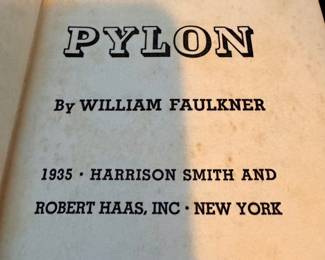 PYLON
By WILLIAM FAULKNER
1935 · HARRISON SMITH AND
ROBERT HAAS, INC · NEW YORK